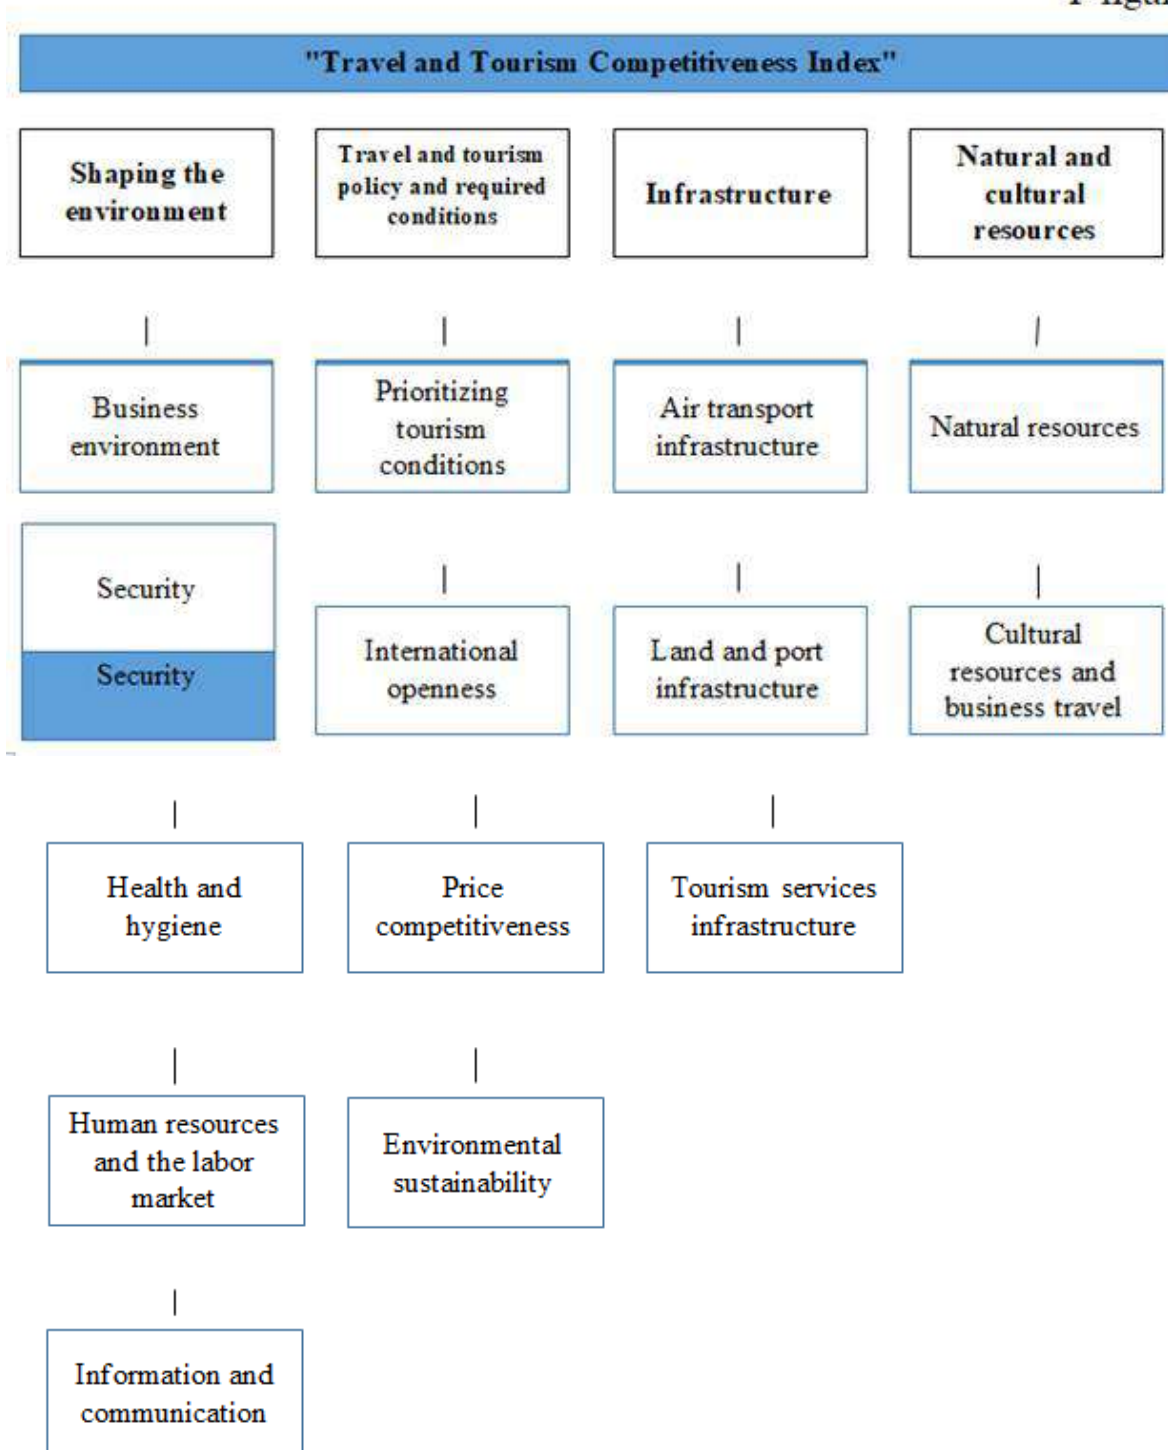 "Travel and Tourism Competitiveness Index"
Shaping the
environment
Travel and tourism
policy and required
conditions
Infrastructure
Natural and
cultural
resources
Business
environment
Prioritizing
tourism
conditions
Air transport
infrastructure
Natural resources
Security
Security
International
openness
Land and port
infrastructure
Cultural
resources and
business travel
Health and
hygiene
Price
competitiveness
Tourism services
infrastructure
Human resources
and the labor
market
Environmental
sustainability
Information and
communication